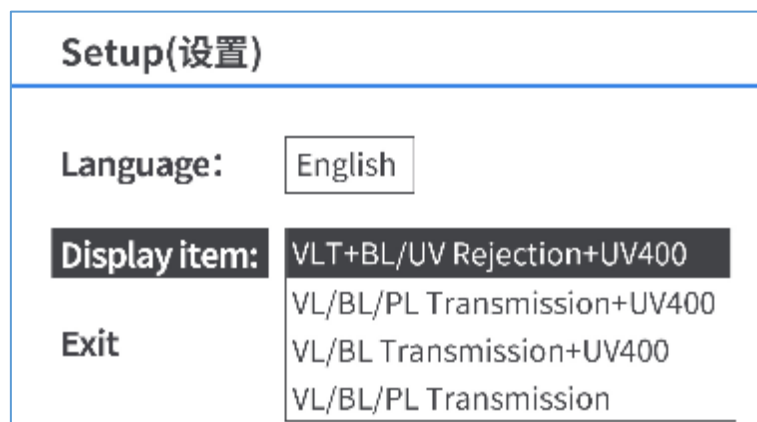 Setup(设置)
Language： English
Display item: VLT+BL/UV Rejection+UV400
VL/BL/PL Transmission+UV400
Exit
VL/BL Transmission+UV400
VL/BL/PL Transmission